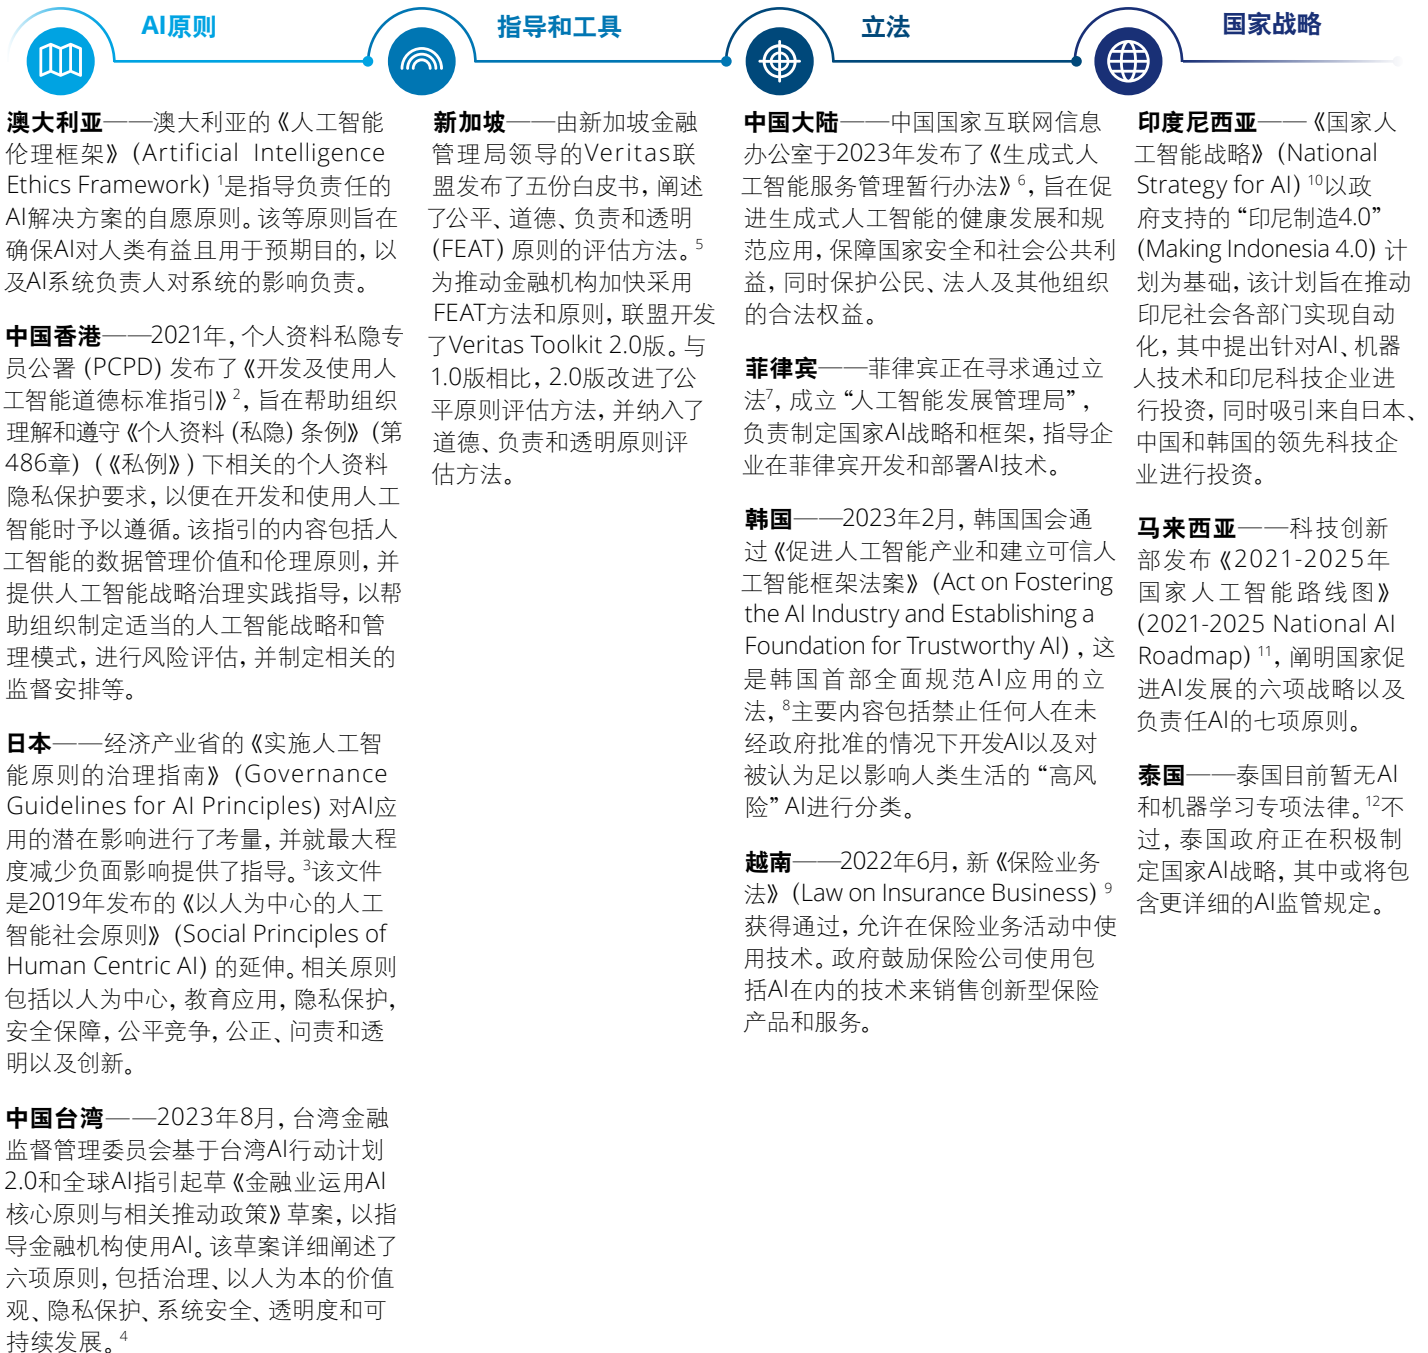 AI原则
澳大利亚——澳大利亚的《人工智能
伦理框架》(Artificial Intelligence
Ethics Framework) ¹是指导负责任的
AI解决方案的自愿原则。该等原则旨在
确保AI对人类有益且用于预期目的,以
及AI系统负责人对系统的影响负责。
中国香港——2021年,个人资料私隐专
员公署 (PCPD) 发布了《开发及使用人
工智能道德标准指引》²,旨在帮助组织
理解和遵守《个人资料 (私隐) 条例》(第
486章) (《私例》) 下相关的个人资料
隐私保护要求,以便在开发和使用人工
智能时予以遵循。该指引的内容包括人
工智能的数据管理价值和伦理原则,并
提供人工智能战略治理实践指导,以帮
助组织制定适当的人工智能战略和管
理模式,进行风险评估,并制定相关的
监督安排等。
日本——经济产业省的《实施人工智
能原则的治理指南》(Governance
Guidelines for AI Principles) 对AI应
用的潜在影响进行了考量,并就最大程
度减少负面影响提供了指导。³该文件
是2019年发布的《以人为中心的人工
智能社会原则》(Social Principles of
Human Centric AI) 的延伸。相关原则
包括以人为中心,教育应用,隐私保护,
安全保障,公平竞争,公正、问责和透
明以及创新。
中国台湾——2023年8月,台湾金融
监督管理委员会基于台湾AI行动计划
2.0和全球AI指引起草《金融业运用AI
核心原则与相关推动政策》草案,以指
导金融机构使用AI。该草案详细阐述了
六项原则,包括治理、以人为本的价值
观、隐私保护、系统安全、透明度和可
持续发展。⁴
指导和工具
新加坡——由新加坡金融
管理局领导的Veritas联
盟发布了五份白皮书,阐述
了公平、道德、负责和透明
(FEAT) 原则的评估方法。⁵
为推动金融机构加快采用
FEAT方法和原则,联盟开发
了Veritas Toolkit 2.0版。与
1.0版相比,2.0版改进了公
平原则评估方法,并纳入了
道德、负责和透明原则评
估方法。
立法
中国大陆——中国国家互联网信息
办公室于2023年发布了《生成式人
工智能服务管理暂行办法》⁶,旨在促
进生成式人工智能的健康发展和规
范应用,保障国家安全和社会公共利
益,同时保护公民、法人及其他组织
的合法权益。
菲律宾——菲律宾正在寻求通过立
法⁷,成立“人工智能发展管理局”,
负责制定国家AI战略和框架,指导企
业在菲律宾开发和部署AI技术。
韩国——2023年2月,韩国国会通
过《促进人工智能产业和建立可信人
工智能框架法案》(Act on Fostering
the AI Industry and Establishing a
Foundation for Trustworthy AI) ,这
是韩国首部全面规范AI应用的立
法,⁸主要内容包括禁止任何人在未
经政府批准的情况下开发AI以及对
被认为足以影响人类生活的“高风
险”AI进行分类。
越南——2022年6月,新《保险业务
法》(Law on Insurance Business) ⁹
获得通过,允许在保险业务活动中使
用技术。政府鼓励保险公司使用包
括AI在内的技术来销售创新型保险
产品和服务。
国家战略
印度尼西亚——《国家人
工智能战略》(National
Strategy for AI) ¹⁰以政
府支持的“印尼制造4.0”
(Making Indonesia 4.0) 计
划为基础,该计划旨在推动
印尼社会各部门实现自动
化,其中提出针对AI、机器
人技术和印尼科技企业进
行投资,同时吸引来自日本、
中国和韩国的领先科技企
业进行投资。
马来西亚——科技创新
部发布《2021-2025年
国家人工智能路线图》
(2021-2025 National AI
Roadmap) ¹¹,阐明国家促
进AI发展的六项战略以及
负责任AI的七项原则。
泰国——泰国目前暂无AI
和机器学习专项法律。¹²不
过,泰国政府正在积极制
定国家AI战略,其中或将包
含更详细的AI监管规定。